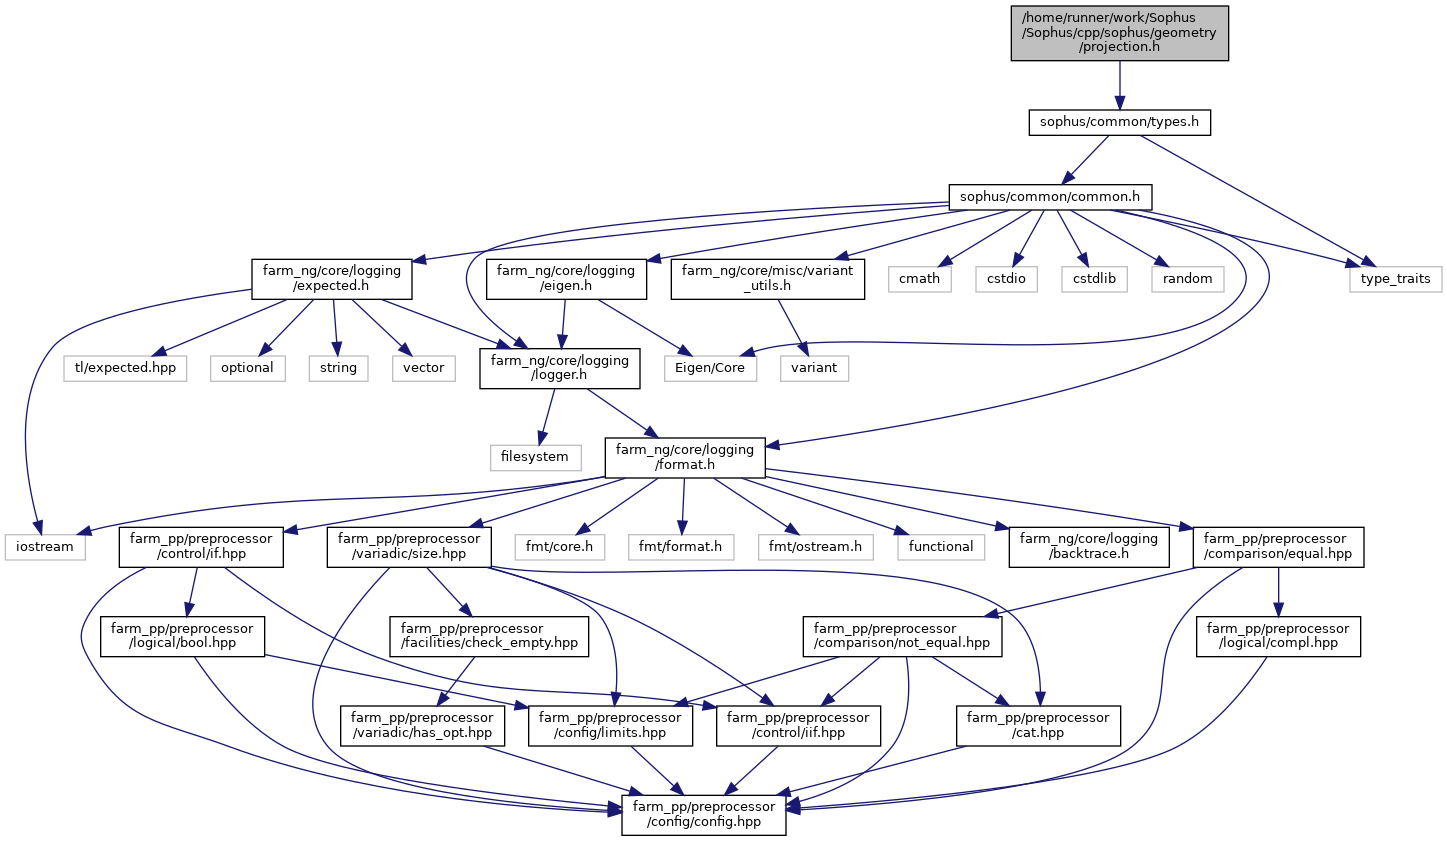 /home/runner/work/Sophus
/Sophus/cpp/sophus/geometry
/projection.h
sophus/common/types.h
sophus/common/common.h
farm_ng/core/logging
/expected.h
farm_ng/core/logging
/eigen.h
farm_ng/core/misc/variant
_utils.h
cmath
cstdio
cstdlib
random
type_traits
tl/expected.hpp
optional
string
vector
farm_ng/core/logging
/logger.h
Eigen/Core
variant
filesystem
farm_ng/core/logging
/format.h
iostream
farm_pp/preprocessor
/control/if.hpp
farm_pp/preprocessor
/variadic/size.hpp
fmt/core.h
fmt/format.h
fmt/ostream.h
functional
farm_ng/core/logging
/backtrace.h
farm_pp/preprocessor
/comparison/equal.hpp
farm_pp/preprocessor
/logical/bool.hpp
farm_pp/preprocessor
/facilities/check_empty.hpp
farm_pp/preprocessor
/comparison/not_equal.hpp
farm_pp/preprocessor
/logical/compl.hpp
farm_pp/preprocessor
/variadic/has_opt.hpp
farm_pp/preprocessor
/config/limits.hpp
farm_pp/preprocessor
/control/iif.hpp
farm_pp/preprocessor
/cat.hpp
farm_pp/preprocessor
/config/config.hpp